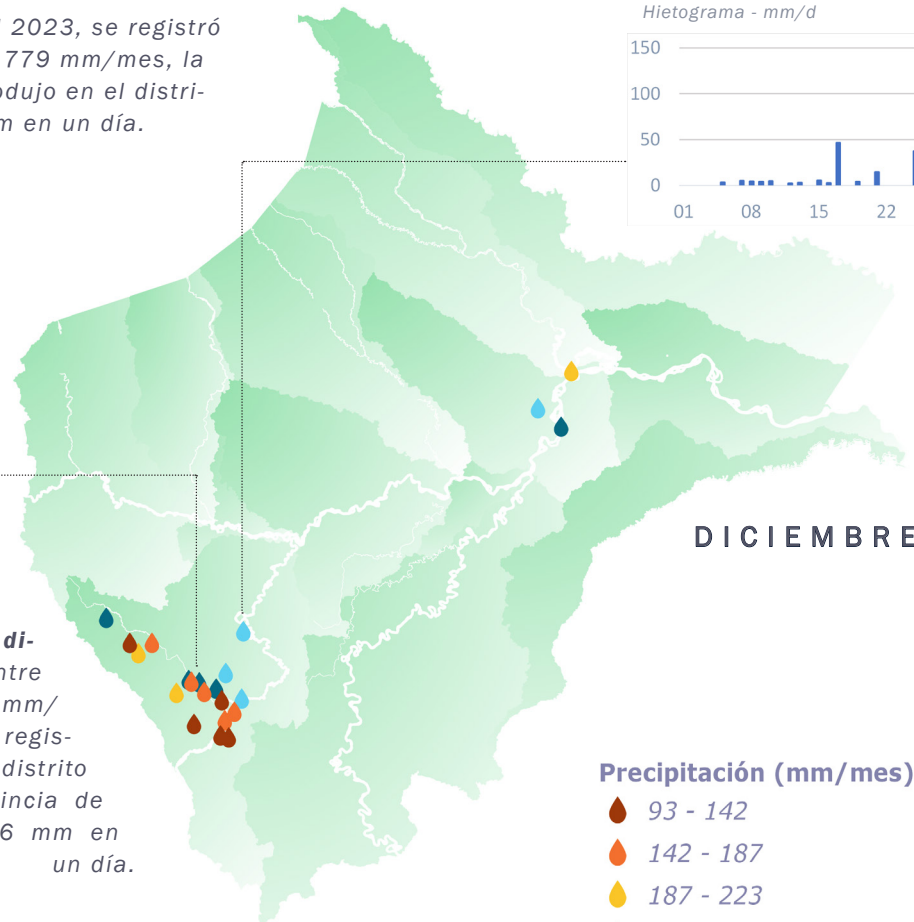 2023, se registró
779 mm/mes, la
odujo en el distri-
m en un día.
Hietograma - mm/d
150
100
50
0
01 08 15 22
DICIEMBRE
di-
ntre
mm/
regis-
distrito
incia de
6 mm en
un día.
Precipitación (mm/mes)
93 - 142
142 - 187
187 - 223